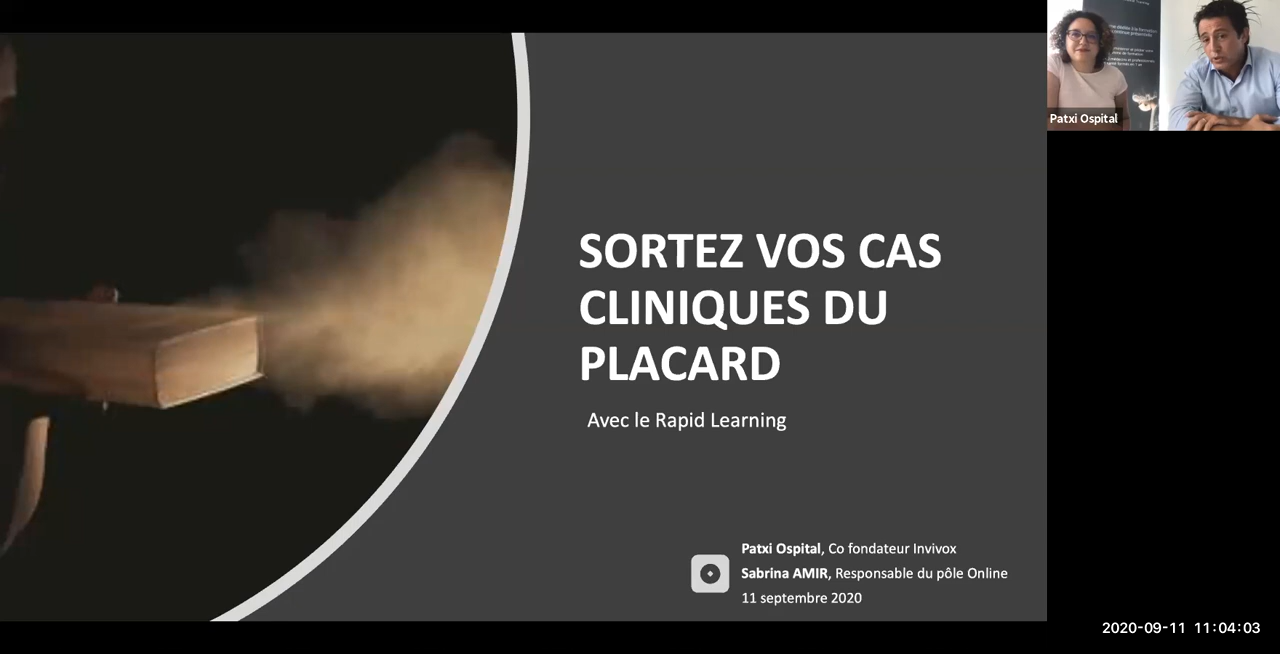 SORTEZ VOS CAS
CLINIQUES DU
PLACARD
Avec le Rapid Learning
Patxi Ospital, Co fondateur Invivox
Sabrina AMIR, Responsable du pôle Online
11 septembre 2020
Patxi Ospital
2020-09-11 11:04:03